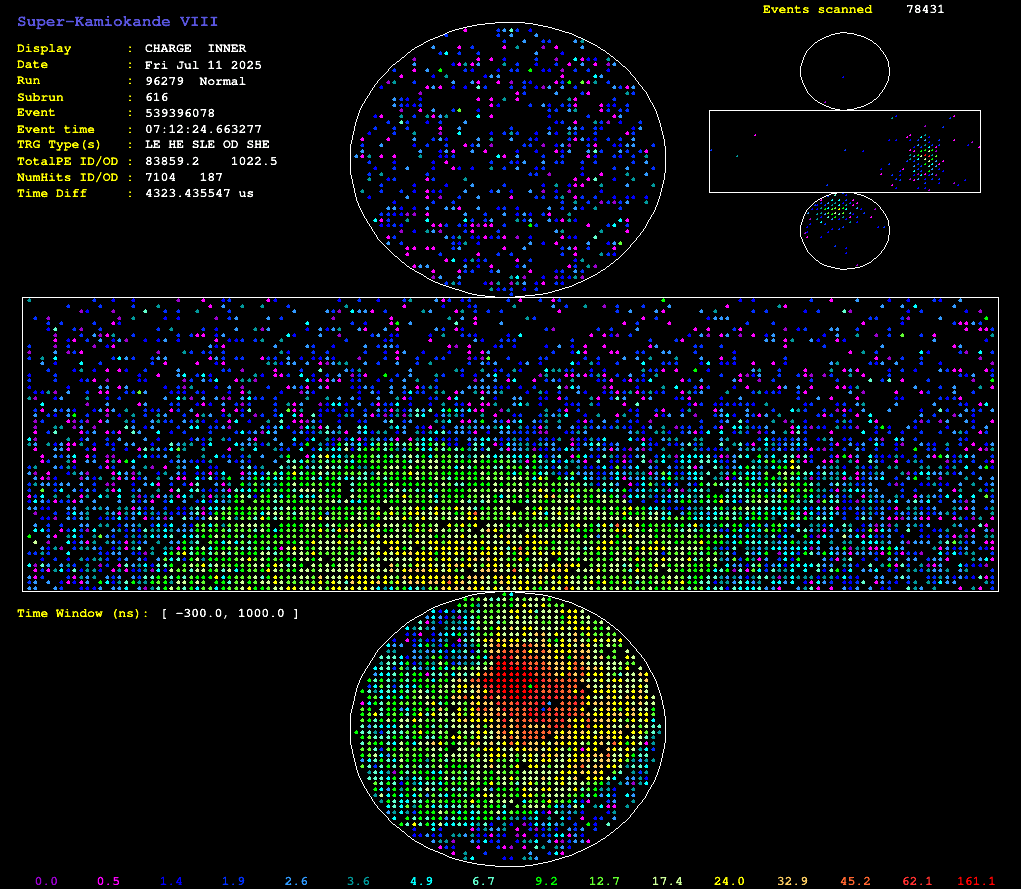 Super-Kamiokande VIII
Events scanned 78431
Display : CHARGE INNER
Date : Fri Jul 11 2025
Run : 96279 Normal
Subrun : 616
Event : 539396078
Event time : 07:12:24.663277
TRG Type(s) : LE HE SLE OD SHE
TotalPE ID/OD : 83859.2 1022.5
NumHits ID/OD : 7104 187
Time Diff : 4323.435547 us
Time Window (ns): [ -300.0, 1000.0 ]
0.0 0.5 1.4 1.9 2.6 3.6 4.9 6.7 9.2 12.7 17.4 24.0 32.9 45.2 62.1 161.1